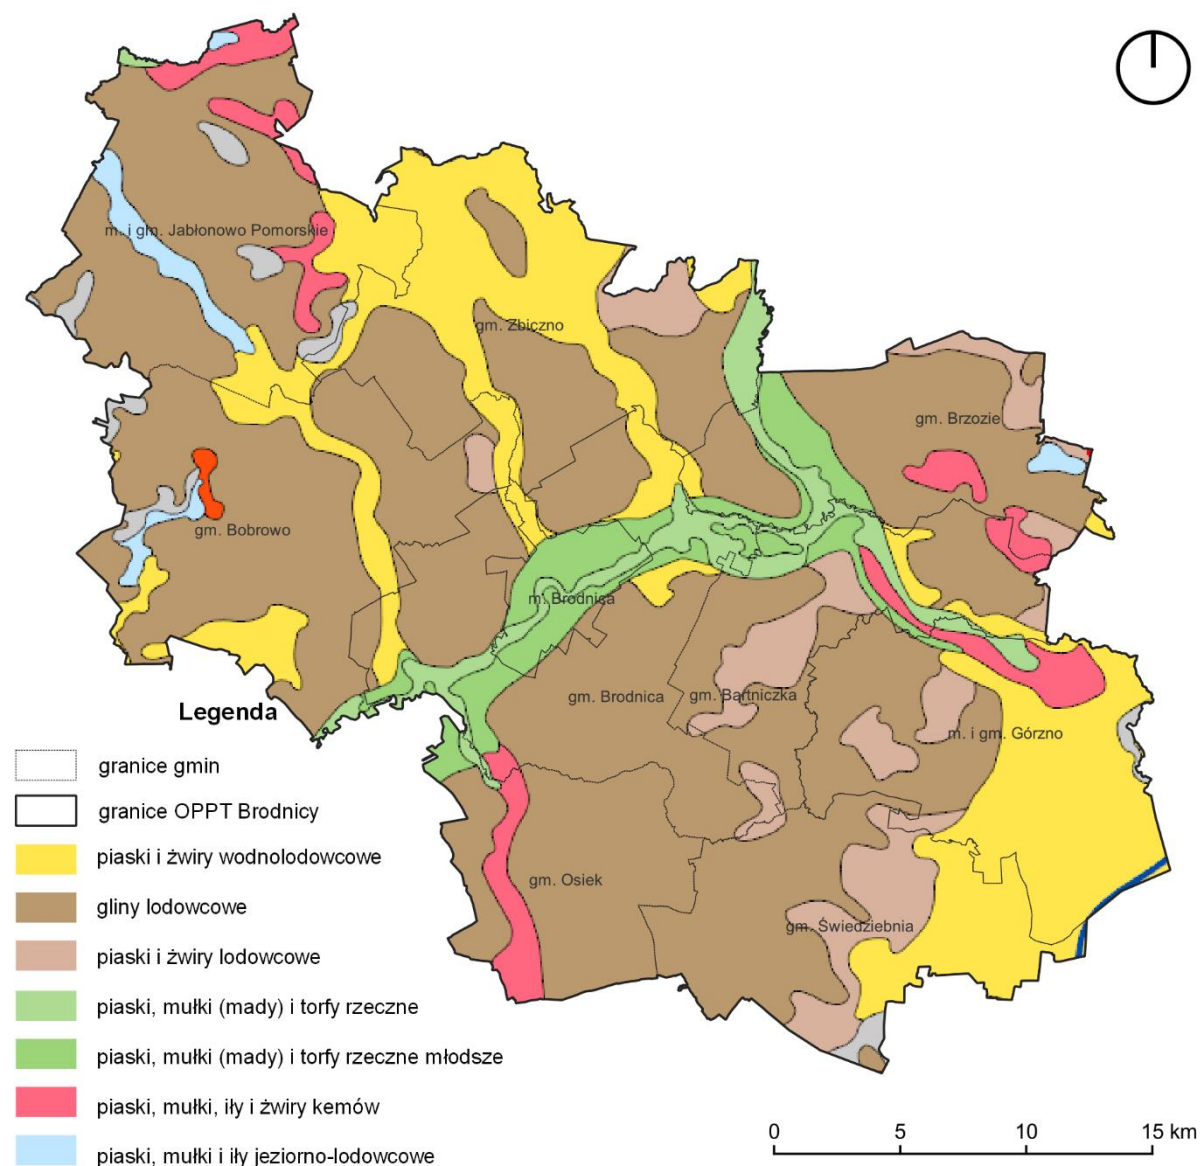 m. i gm. Jabłonowo Pomorskie
gm. Zbiczno
gm. Brzozie
gm. Bobrowo
m. Brodnica
gm. Brodnica
gm. Bartniczka
m. i gm. Górzno
gm. Osiek
gm. Świedziebnia
Legenda
granice gmin
granice OPPT Brodnicy
piaski i żwiry wodnolodowcowe
gliny lodowcowe
piaski i żwiry lodowcowe
piaski, mułki (mady) i torfy rzeczne
piaski, mułki (mady) i torfy rzeczne młodsze
piaski, mułki, iły i żwiry kemów
piaski, mułki i iły jeziorno-lodowcowe
0 5 10 15 km